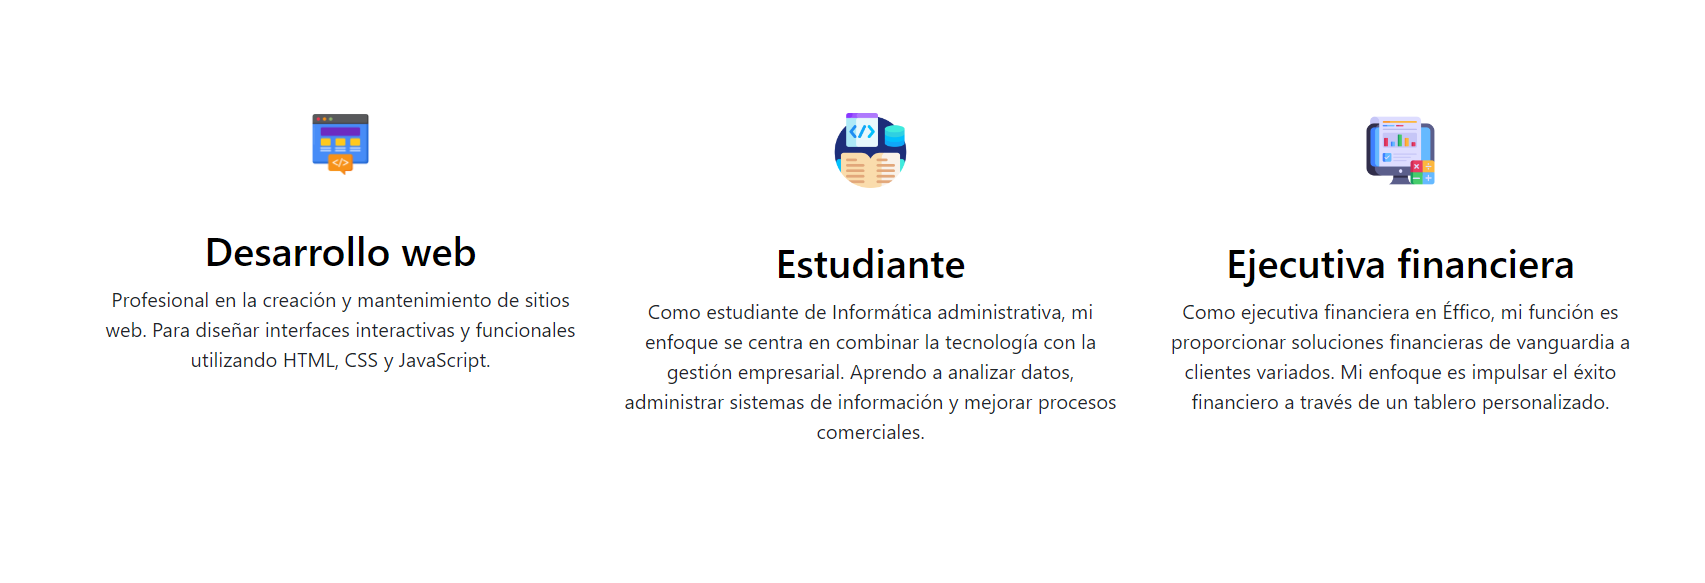 Desarrollo web
Profesional en la creación y mantenimiento de sitios
web. Para diseñar interfaces interactivas y funcionales
utilizando HTML, CSS y JavaScript.
Estudiante
Como estudiante de Informática administrativa, mi
enfoque se centra en combinar la tecnología con la
gestión empresarial. Aprendo a analizar datos,
administrar sistemas de información y mejorar procesos
comerciales.
Ejecutiva financiera
Como ejecutiva financiera en Éffico, mi función es
proporcionar soluciones financieras de vanguardia a
clientes variados. Mi enfoque es impulsar el éxito
financiero a través de un tablero personalizado.